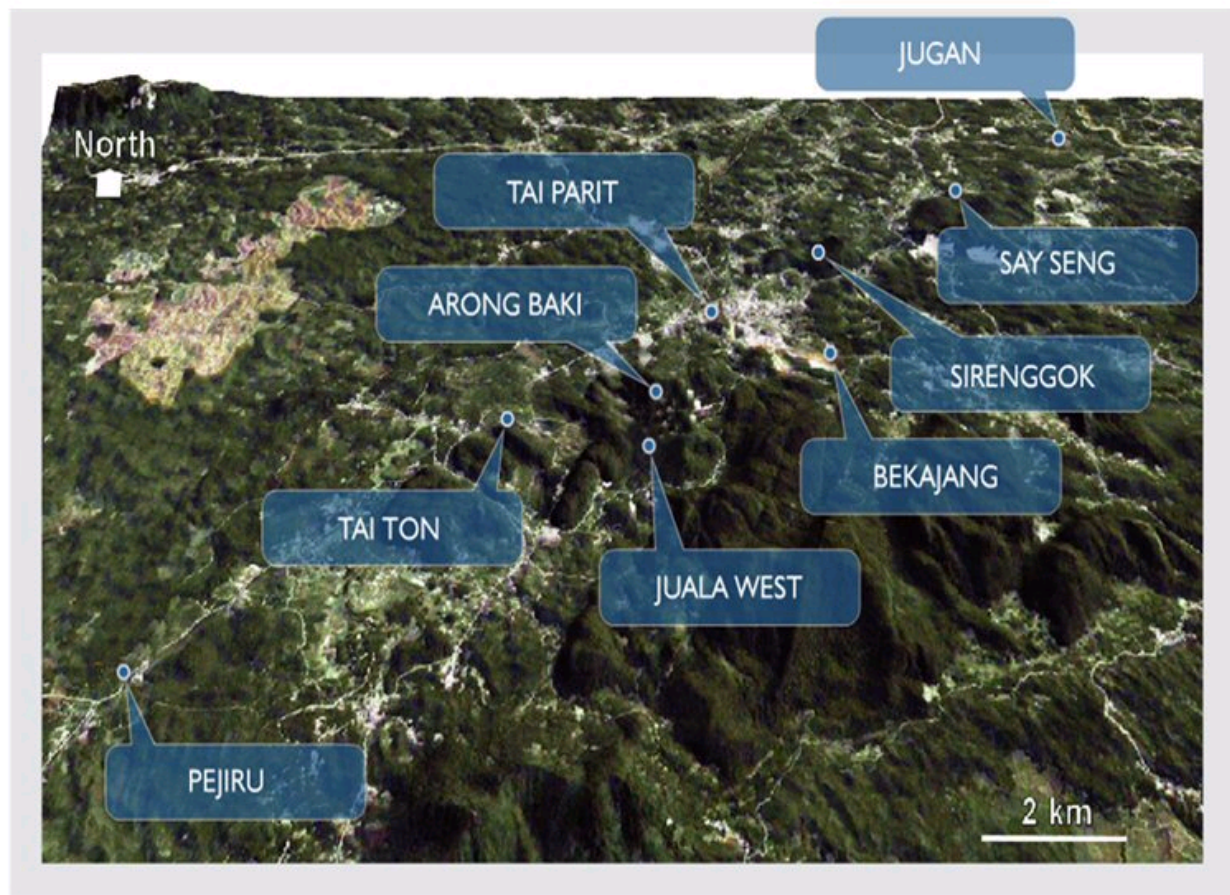 JUGAN
North
TAI PARIT
SAY SENG
ARONG BAKI
SIRENGGOK
BEKAJANG
TAI TON
JUALA WEST
PEJIRU
2 km